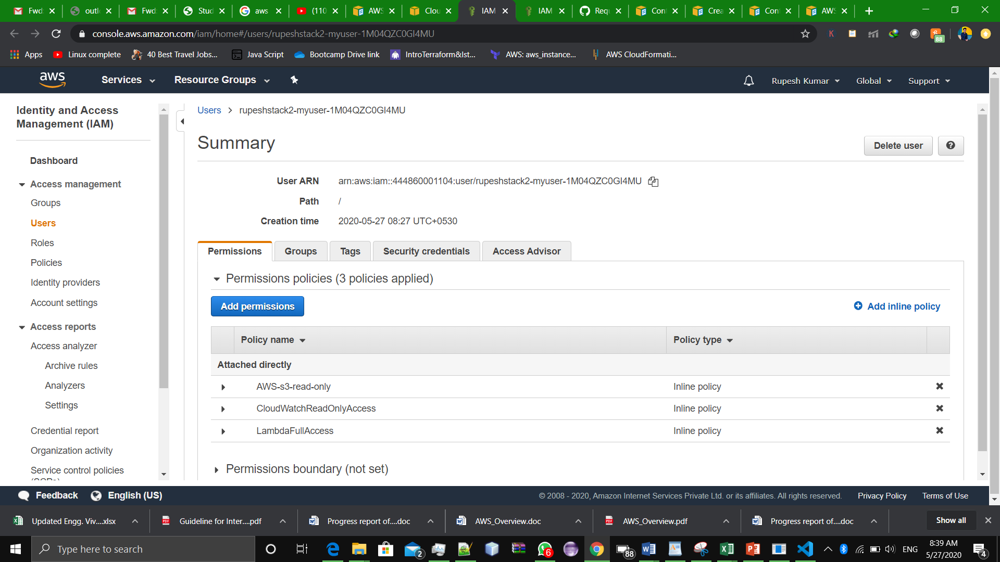 Fwd:
outl
Fwd:
Stud
aws
(110
AWS
Clou
IAM
IAM
Requ
Con
Crea
Con
AWS
console.aws.amazon.com/iam/home#/users/rupeshstack2-myuser-1M04QZC0GI4MU
K
88
Apps
Linux complete
40 Best Travel Jobs...
Java Script
Bootcamp Drive link
IntroTerraform&Ist...
AWS: aws_instance...
AWS CloudFormati...
aws
Services
Resource Groups
Rupesh Kumar
Global
Support
Identity and Access
Management (IAM)
Dashboard
Access management
Groups
Users
Roles
Policies
Identity providers
Account settings
Access reports
Access analyzer
Archive rules
Analyzers
Settings
Credential report
Organization activity
Service control policies
(SCPs)
Users > rupeshstack2-myuser-1M04QZC0GI4MU
Summary
Delete user
User ARN arn:aws:iam::444860001104:user/rupeshstack2-myuser-1M04QZC0GI4MU
Path /
Creation time 2020-05-27 08:27 UTC+0530
Permissions
Groups
Tags
Security credentials
Access Advisor
Permissions policies (3 policies applied)
Add permissions
Add inline policy
Policy name
Policy type
Attached directly
AWS-s3-read-only Inline policy
CloudWatchReadOnlyAccess Inline policy
LambdaFullAccess Inline policy
Permissions boundary (not set)
Feedback
English (US)
© 2008 - 2020, Amazon Internet Services Private Ltd. or its affiliates. All rights reserved.
Privacy Policy
Terms of Use
Updated Engg. Viv....xlsx
Guideline for Inter....pdf
Progress report of....doc
AWS_Overview.doc
AWS_Overview.pdf
Progress report of....doc
Show all
Type here to search
2
6
88
ENG
8:39 AM
5/27/2020
4